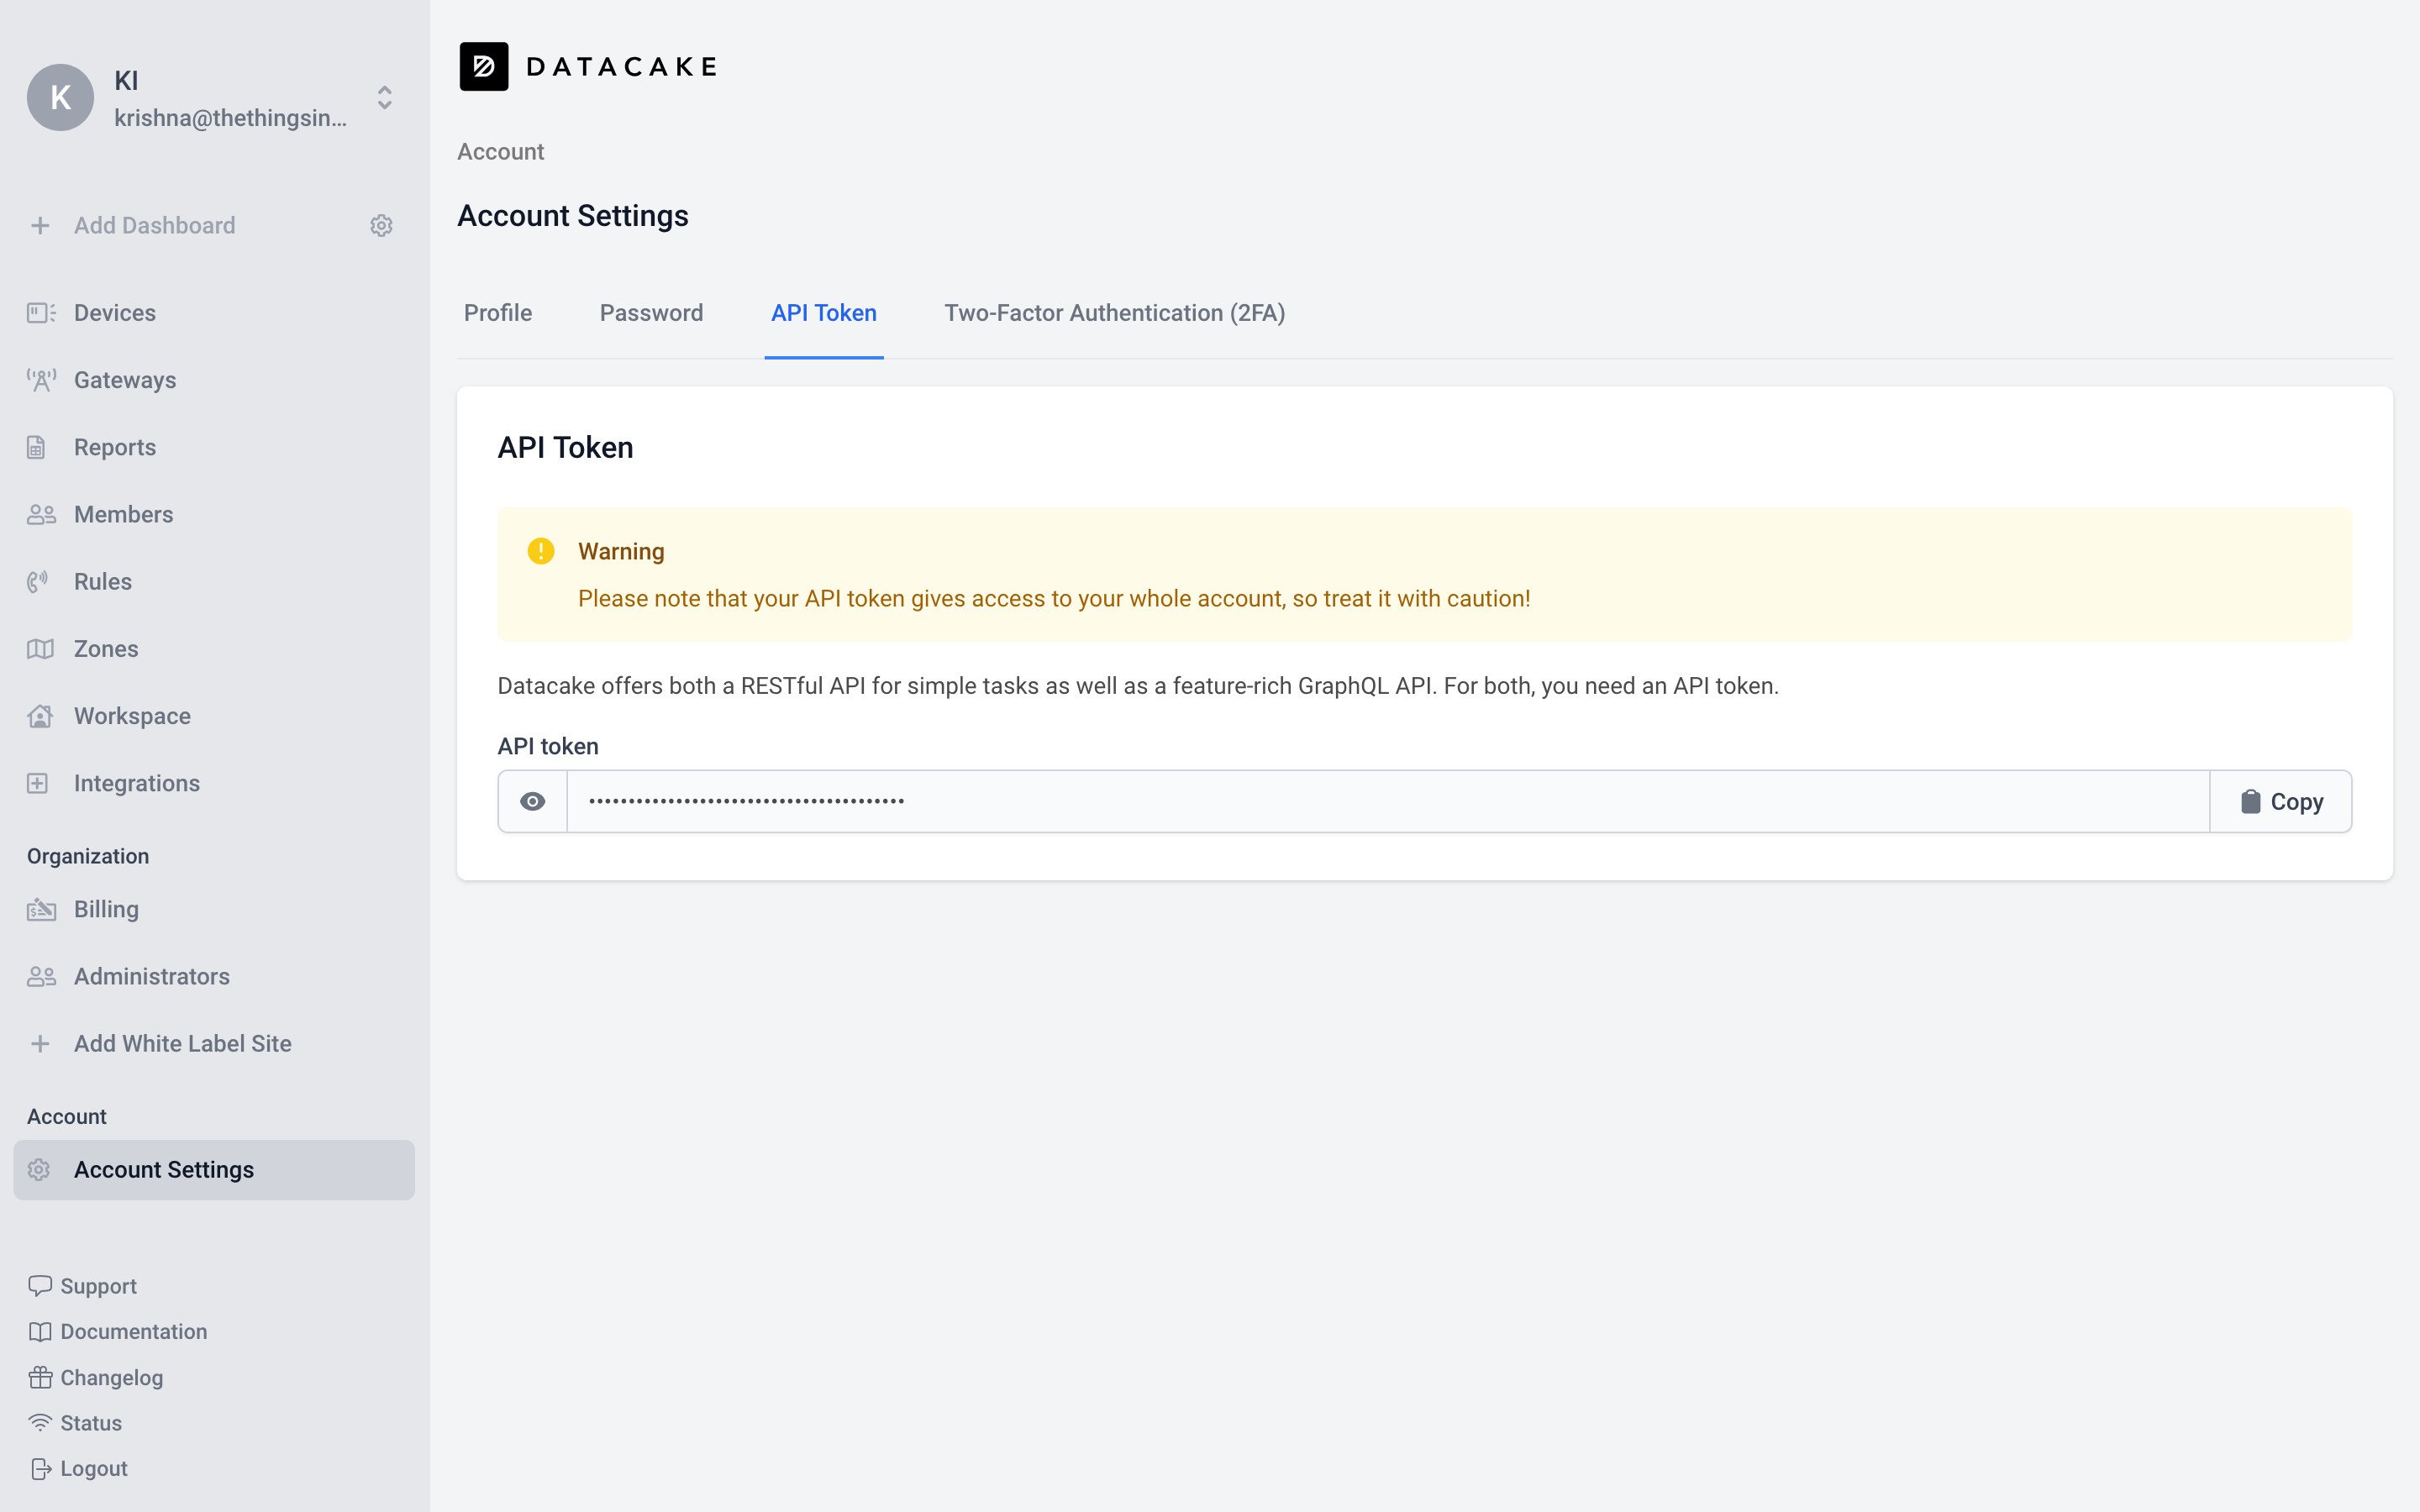 K
KI
krishna@thethingsin...
Add Dashboard
Devices
Gateways
Reports
Members
Rules
Zones
Workspace
Integrations
Organization
Billing
Administrators
Add White Label Site
Account
Account Settings
Support
Documentation
Changelog
Status
Logout
DATACAKE
Account
Account Settings
Profile Password API Token Two-Factor Authentication (2FA)
API Token
Warning
Please note that your API token gives access to your whole account, so treat it with caution!
Datacake offers both a RESTful API for simple tasks as well as a feature-rich GraphQL API. For both, you need an API token.
API token
•••••••••••••••••••••••••••••••••••••••• Copy